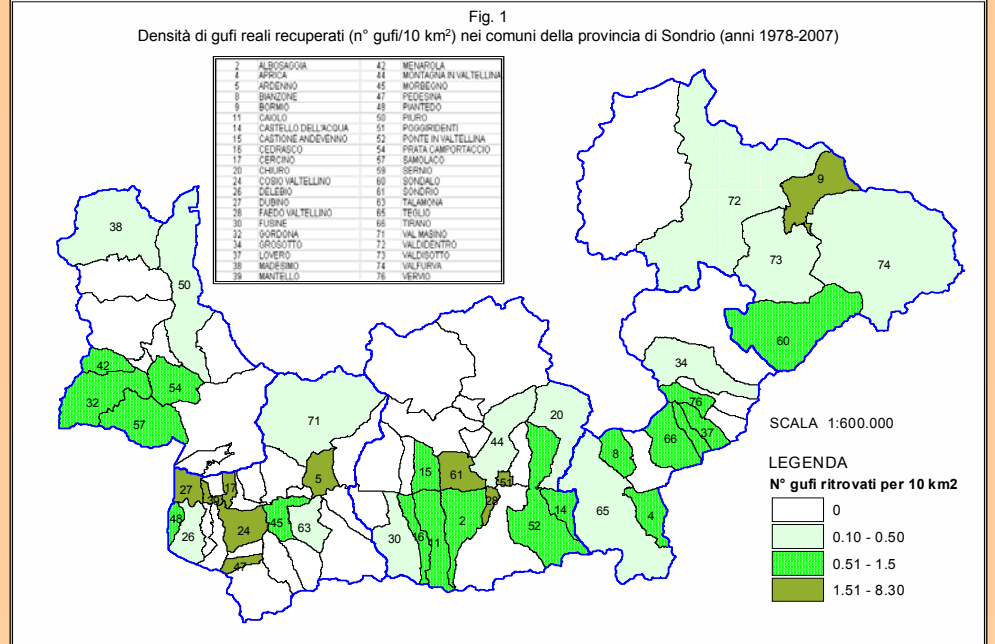 Fig. 1
Densità di gufi reali recuperati (n° gufi/10 km²) nei comuni della provincia di Sondrio (anni 1978-2007)
2 ALBOSAGGIA 42 MENAROLA
4 APRICA 44 MONTAGNA IN VALTELLINA
5 ARDENNO 45 MORBEGNO
8 BIANZONE 47 PEDESINA
9 BORMIO 48 PIANTEDO
11 CAIOLO 50 PIURO
14 CASTELLO DELL'ACQUA 51 POGGIRIDENTI
15 CASTIONE ANDEVENNO 52 PONTE IN VALTELLINA
16 CEDRASCO 54 PRATA CAMPORTACCIO
17 CERCINO 57 SAMOLACO
20 CHIURO 59 SERNIO
24 COSIO VALTELLINO 60 SONDALO
26 DELEBIO 61 SONDRIO
27 DUBINO 63 TALAMONA
28 FAEDO VALTELLINO 65 TEGLIO
30 FUSINE 66 TIRANO
32 GORDONA 71 VAL MASINO
34 GROSOTTO 72 VALDIDENTRO
37 LOVERO 73 VALDISOTTO
38 MADESIMO 74 VALFURVA
39 MANTELLO 76 VERVIO
9
72
38
73
74
50
60
42
34
54
32
76
57
71
20
37
66
44
8
15
61
51
5
27
17
28
48
45
63
24
2
14
52
65
4
26
30
16
11
47
SCALA 1:600.000
LEGENDA
N° gufi ritrovati per 10 km2
0
0.10 - 0.50
0.51 - 1.5
1.51 - 8.30